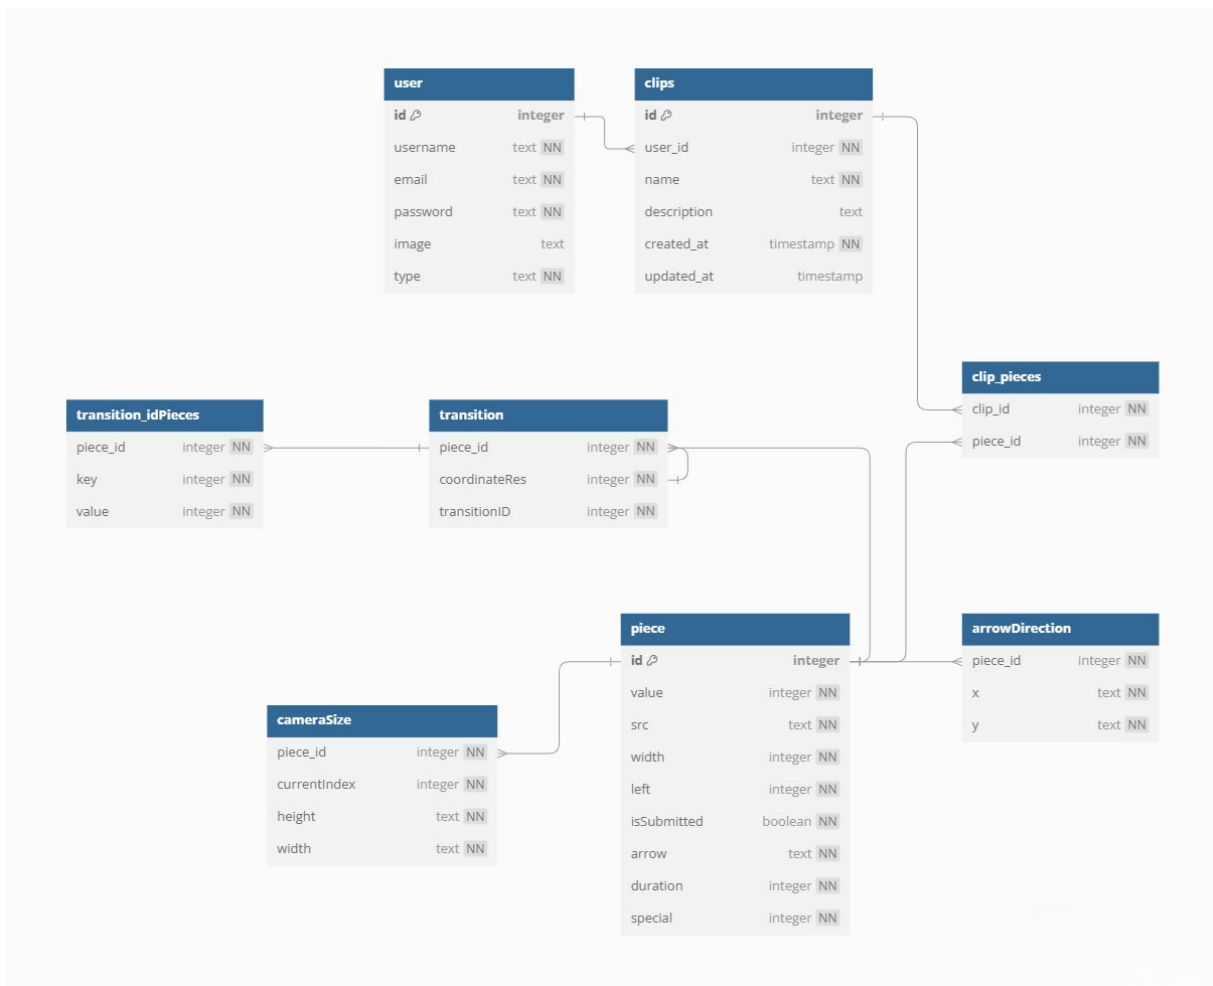 user
id integer
username text NN
email text NN
password text NN
image text
type text NN
clips
id integer
user_id integer NN
name text NN
description text
created_at timestamp NN
updated_at timestamp
clip_pieces
clip_id integer NN
piece_id integer NN
transition_idPieces
piece_id integer NN
key integer NN
value integer NN
transition
piece_id integer NN
coordinateRes integer NN
transitionID integer NN
piece
id integer
value integer NN
src text NN
width integer NN
left integer NN
isSubmitted boolean NN
arrow text NN
duration integer NN
special integer NN
arrowDirection
piece_id integer NN
x text NN
y text NN
cameraSize
piece_id integer NN
currentIndex integer NN
height text NN
width text NN